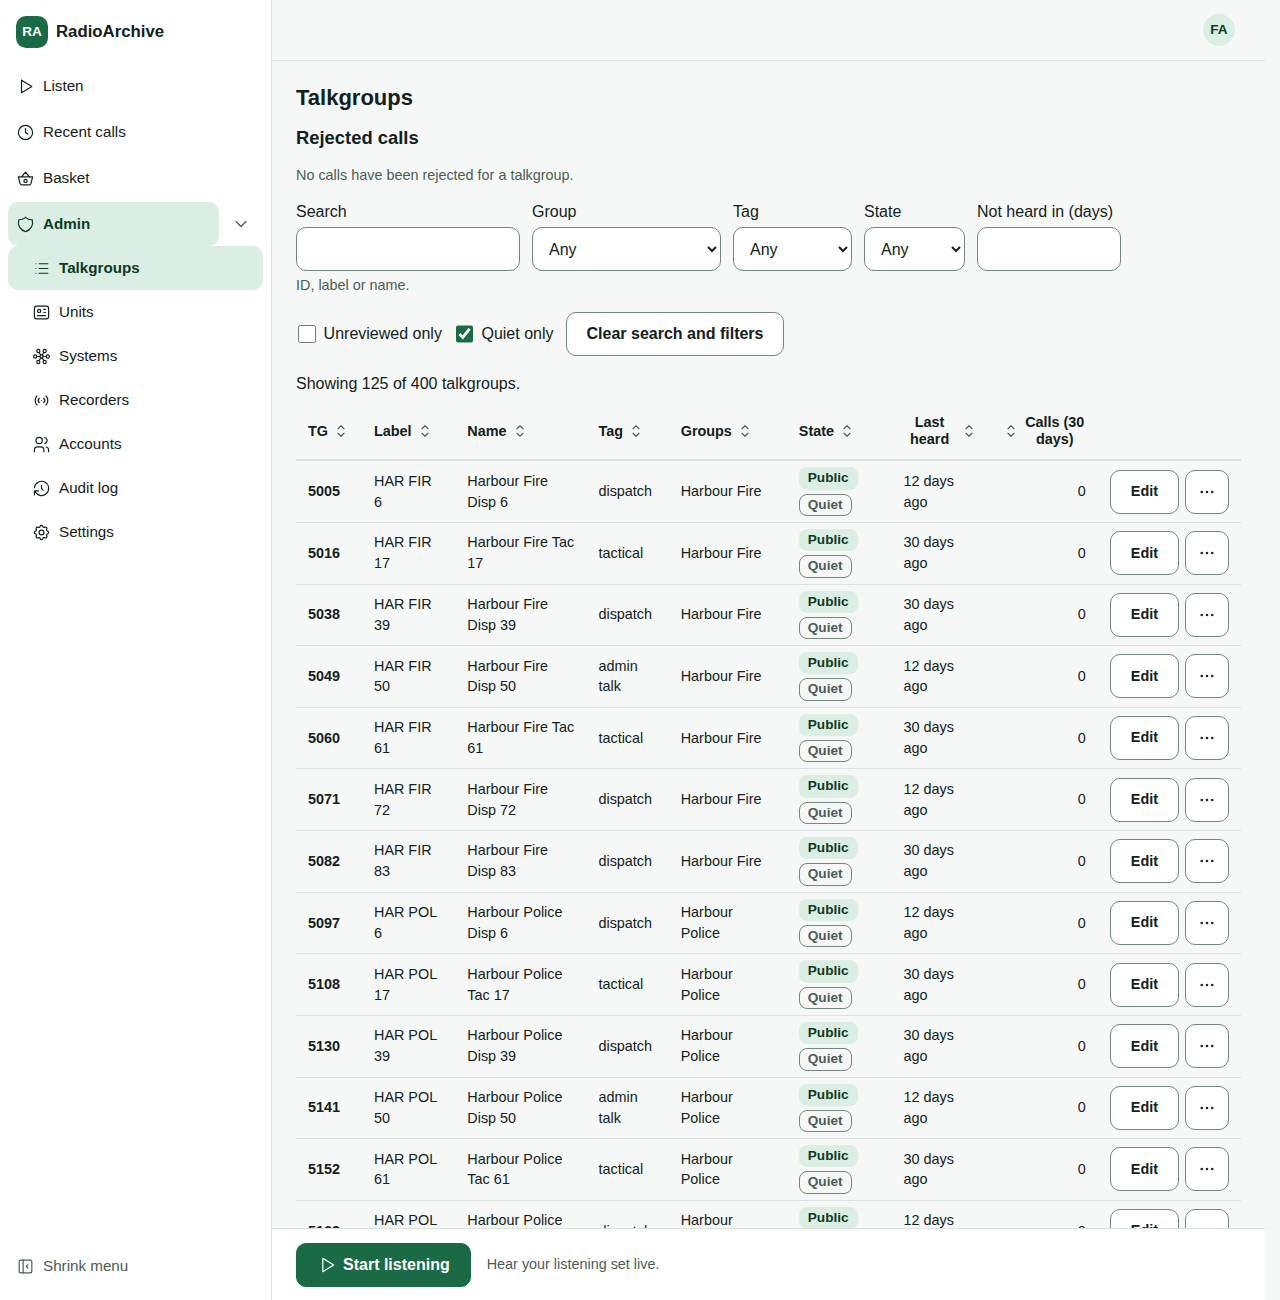 RA RadioArchive
FA
Listen
Recent calls
Basket
Admin
Talkgroups
Units
Systems
Recorders
Accounts
Audit log
Settings
Shrink menu
Talkgroups
Rejected calls
No calls have been rejected for a talkgroup.
Search Group Tag State Not heard in (days)
Any Any Any
ID, label or name.
Unreviewed only Quiet only Clear search and filters
Showing 125 of 400 talkgroups.
TG Label Name Tag Groups State Last heard Calls (30 days)
5005 HAR FIR 6 Harbour Fire Disp 6 dispatch Harbour Fire Public Quiet 12 days ago 0 Edit
5016 HAR FIR 17 Harbour Fire Tac 17 tactical Harbour Fire Public Quiet 30 days ago 0 Edit
5038 HAR FIR 39 Harbour Fire Disp 39 dispatch Harbour Fire Public Quiet 30 days ago 0 Edit
5049 HAR FIR 50 Harbour Fire Disp 50 admin talk Harbour Fire Public Quiet 12 days ago 0 Edit
5060 HAR FIR 61 Harbour Fire Tac 61 tactical Harbour Fire Public Quiet 30 days ago 0 Edit
5071 HAR FIR 72 Harbour Fire Disp 72 dispatch Harbour Fire Public Quiet 12 days ago 0 Edit
5082 HAR FIR 83 Harbour Fire Disp 83 dispatch Harbour Fire Public Quiet 30 days ago 0 Edit
5097 HAR POL 6 Harbour Police Disp 6 dispatch Harbour Police Public Quiet 12 days ago 0 Edit
5108 HAR POL 17 Harbour Police Tac 17 tactical Harbour Police Public Quiet 30 days ago 0 Edit
5130 HAR POL 39 Harbour Police Disp 39 dispatch Harbour Police Public Quiet 30 days ago 0 Edit
5141 HAR POL 50 Harbour Police Disp 50 admin talk Harbour Police Public Quiet 12 days ago 0 Edit
5152 HAR POL 61 Harbour Police Tac 61 tactical Harbour Police Public Quiet 30 days ago 0 Edit
HAR POL Harbour Police Harbour Public 12 days
Start listening Hear your listening set live.